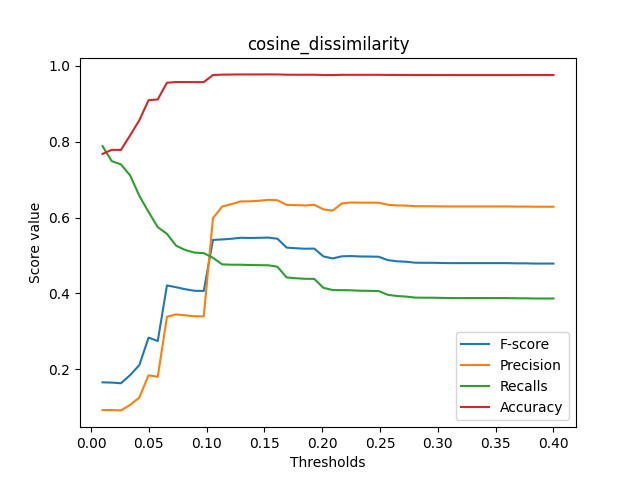 cosine_dissimilarity
Score value
1.0
0.8
0.6
0.4
0.2
F-score
Precision
Recalls
Accuracy
0.00 0.05 0.10 0.15 0.20 0.25 0.30 0.35 0.40
Thresholds